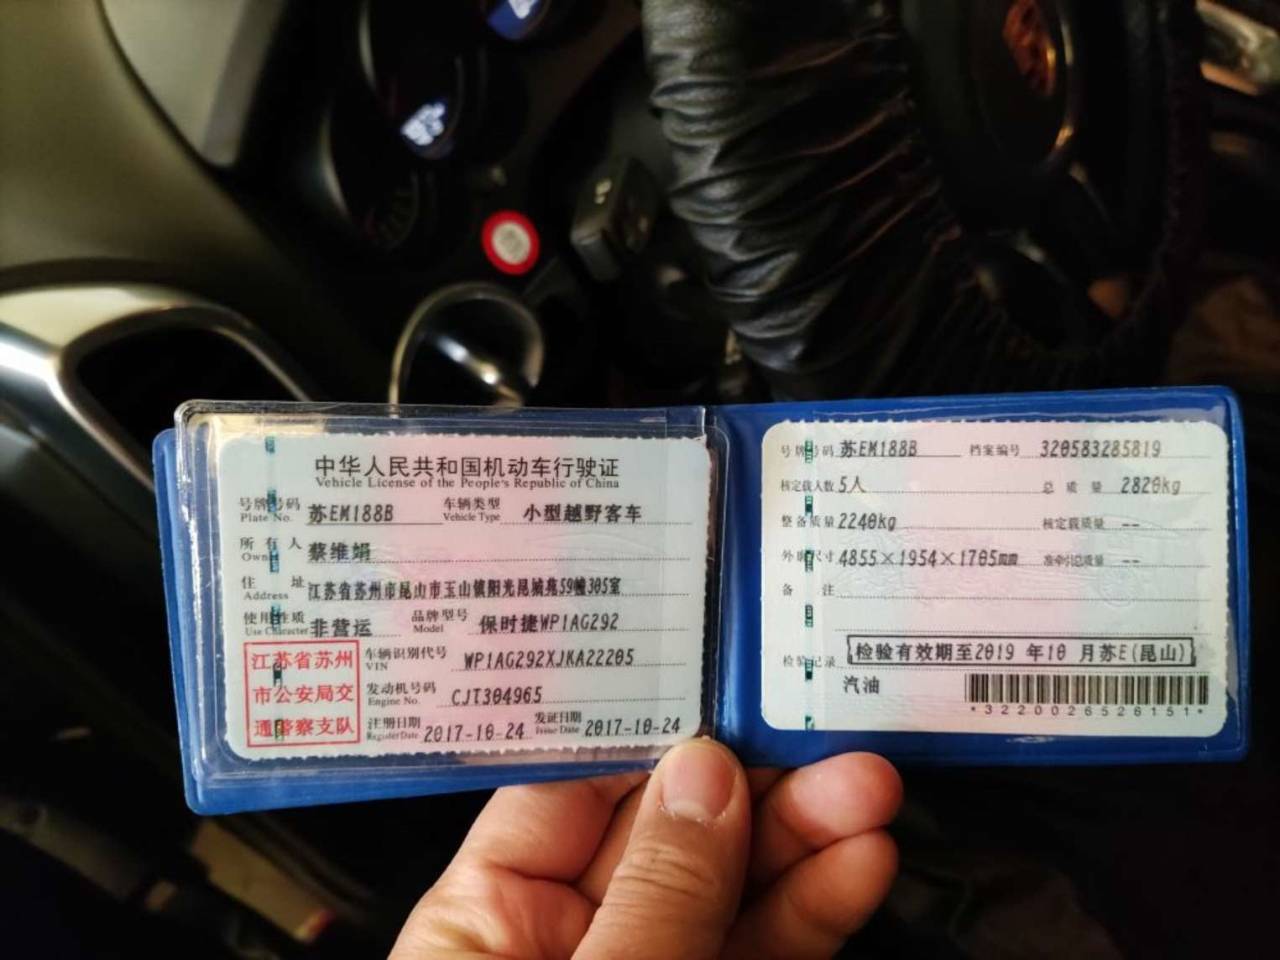 中华人民共和国机动车行驶证
Vehicle License of the People's Republic of China
号牌号码 苏EM188B 车辆类型 小型越野客车
Plate No. Vehicle Type
所有人 蔡维娟
Owner
住址 江苏省苏州市昆山市玉山镇阳光昆城苑59幢305室
Address
使用性质 非营运 品牌型号 保时捷WP1AG292
Use Character Model
江苏省苏州
市公安局交
通警察支队
车辆识别代号 WP1AG292XJKA22205
VIN
发动机号码 CJT304965
Engine No.
注册日期 2017-10-24 发证日期 2017-10-24
Register Date Issue Date
号牌号码 苏EM188B 档案编号 320583285819
核定载人数 5人 总质量 2820kg
整备质量 2240kg 核定载质量 --
外廓尺寸 4855×1954×1705 准牵引总质量 --
备注
检验记录 检验有效期至2019 年10 月苏E(昆山)
汽油
*3220026526151*